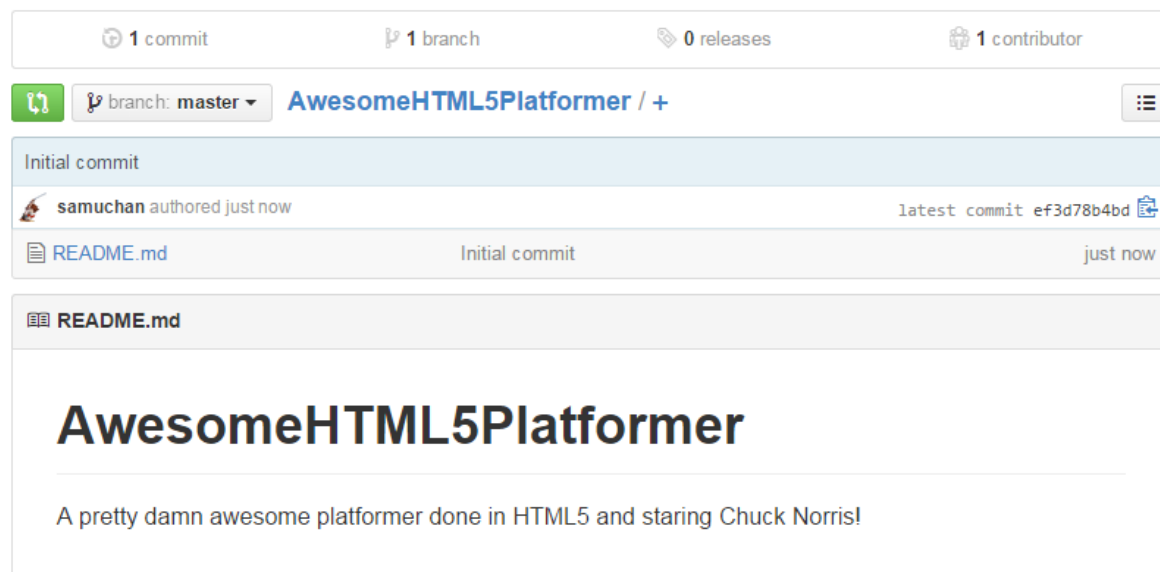 1 commit 1 branch 0 releases 1 contributor
branch: master AwesomeHTML5Platformer / +
Initial commit
samuchan authored just now latest commit ef3d78b4bd
README.md Initial commit just now
README.md
AwesomeHTML5Platformer
A pretty damn awesome platformer done in HTML5 and staring Chuck Norris!